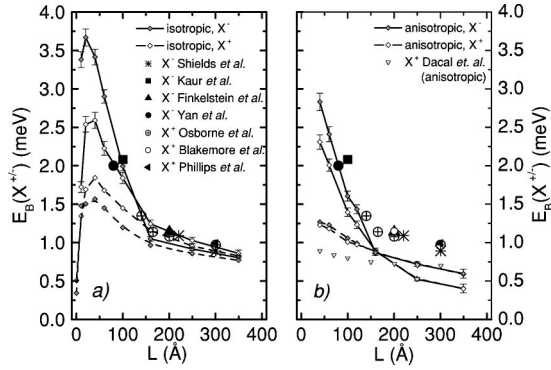 4.0
3.5
3.0
2.5
2.0
1.5
1.0
0.5
0.0
E_B(X^{+/-}) (meV)
isotropic, X^-
isotropic, X^+
X^- Shields et al.
X^- Kaur et al.
X^- Finkelstein et al.
X^- Yan et al.
X^+ Osborne et al.
X^+ Blakemore et al.
X^+ Phillips et al.
a)
0 100 200 300
L (Å)
anisotropic, X^-
anisotropic, X^+
X^+ Dacal et. al.
(anisotropic)
b)
0 100 200 300
L (Å)
4.0
3.5
3.0
2.5
2.0
1.5
1.0
0.5
0.0
E_B(X^{+/-}) (meV)